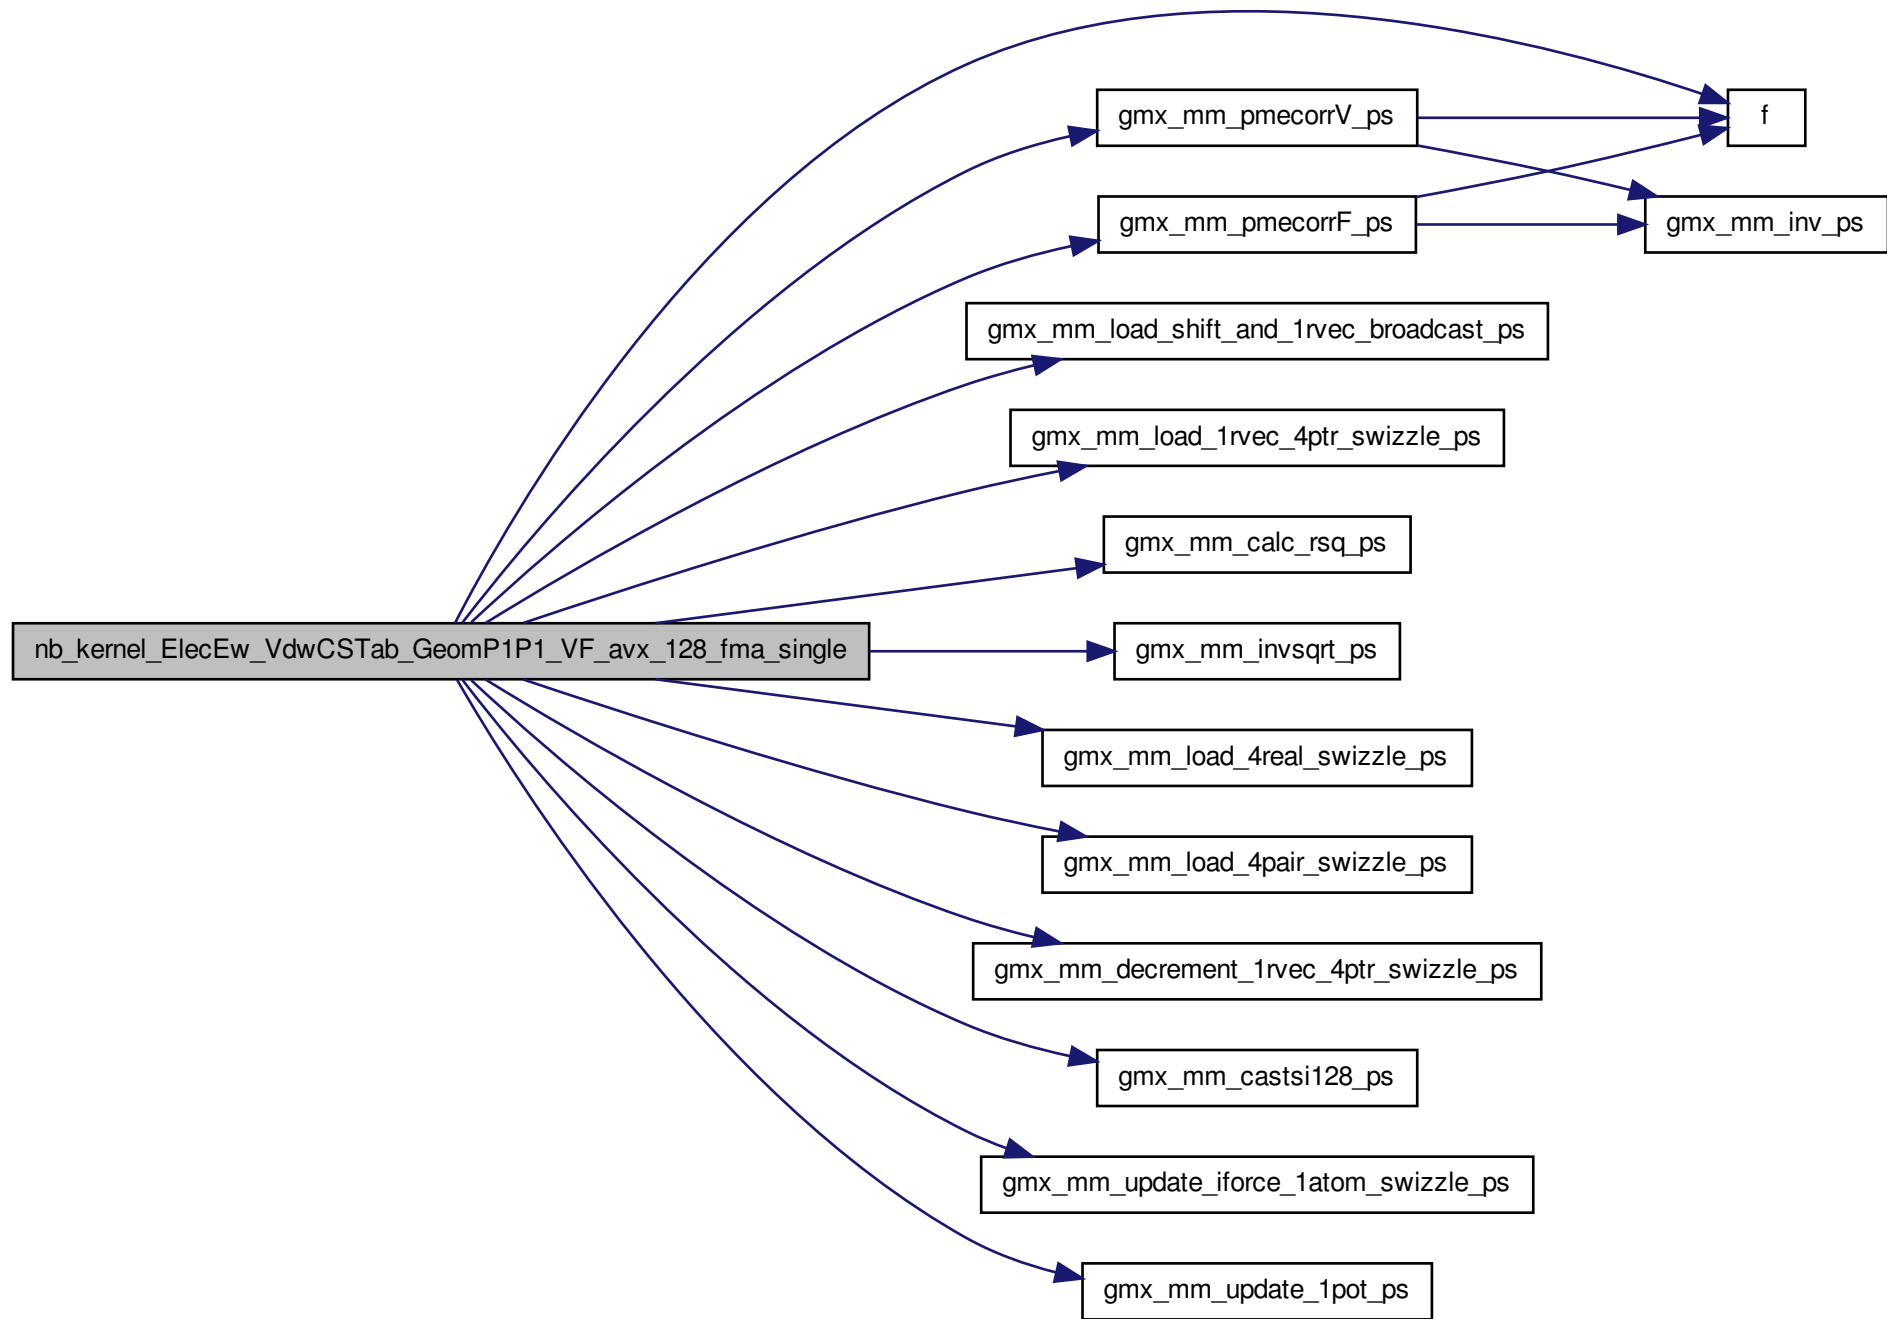 nb_kernel_ElecEw_VdwCSTab_GeomP1P1_VF_avx_128_fma_single
f
gmx_mm_pmecorrV_ps
gmx_mm_inv_ps
gmx_mm_pmecorrF_ps
gmx_mm_load_shift_and_1rvec_broadcast_ps
gmx_mm_load_1rvec_4ptr_swizzle_ps
gmx_mm_calc_rsq_ps
gmx_mm_invsqrt_ps
gmx_mm_load_4real_swizzle_ps
gmx_mm_load_4pair_swizzle_ps
gmx_mm_decrement_1rvec_4ptr_swizzle_ps
gmx_mm_castsi128_ps
gmx_mm_update_iforce_1atom_swizzle_ps
gmx_mm_update_1pot_ps